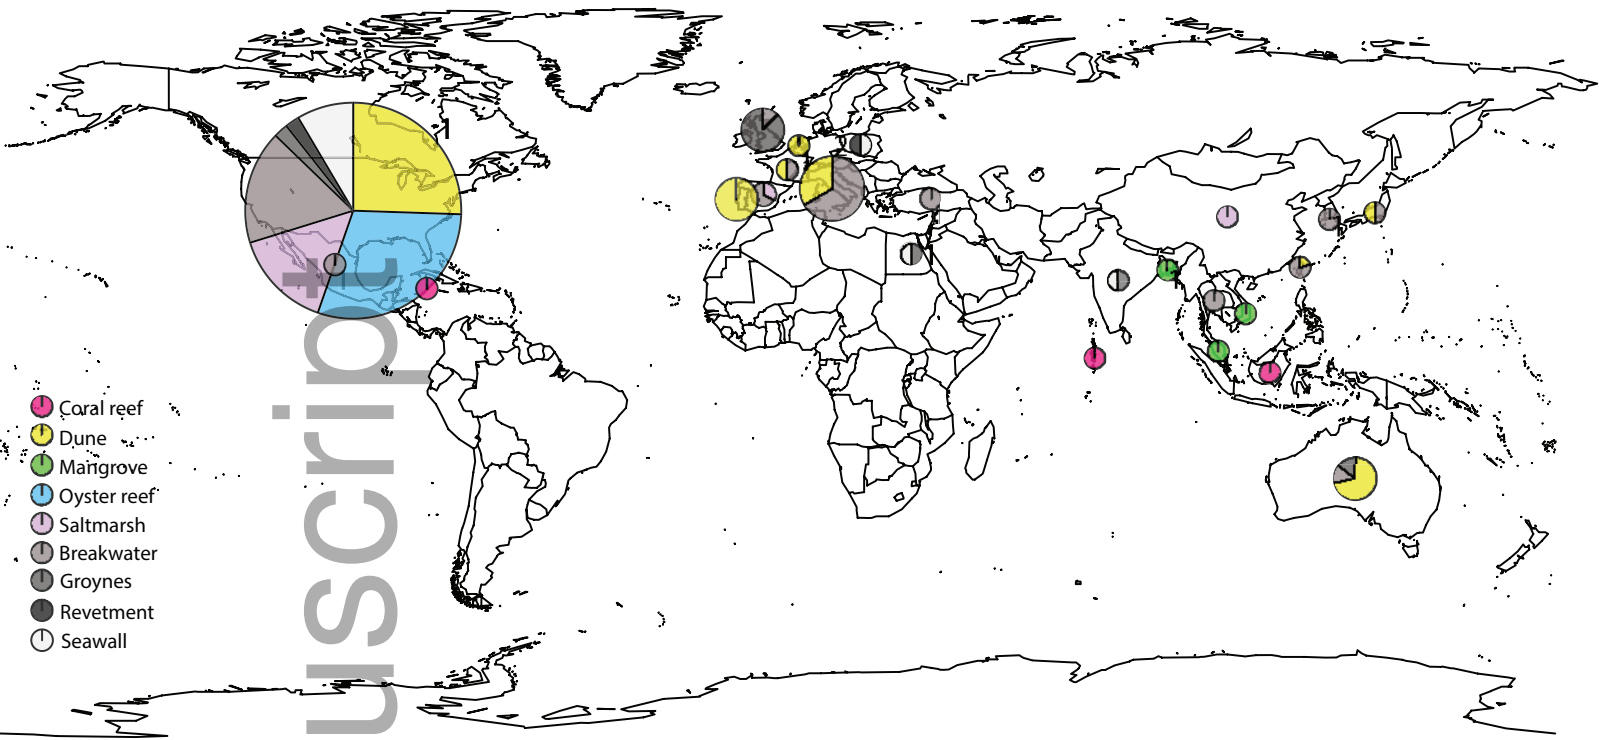 Coral reef
Dune
Mangrove
Oyster reef
Saltmarsh
Breakwater
Groynes
Revetment
Seawall
uscript